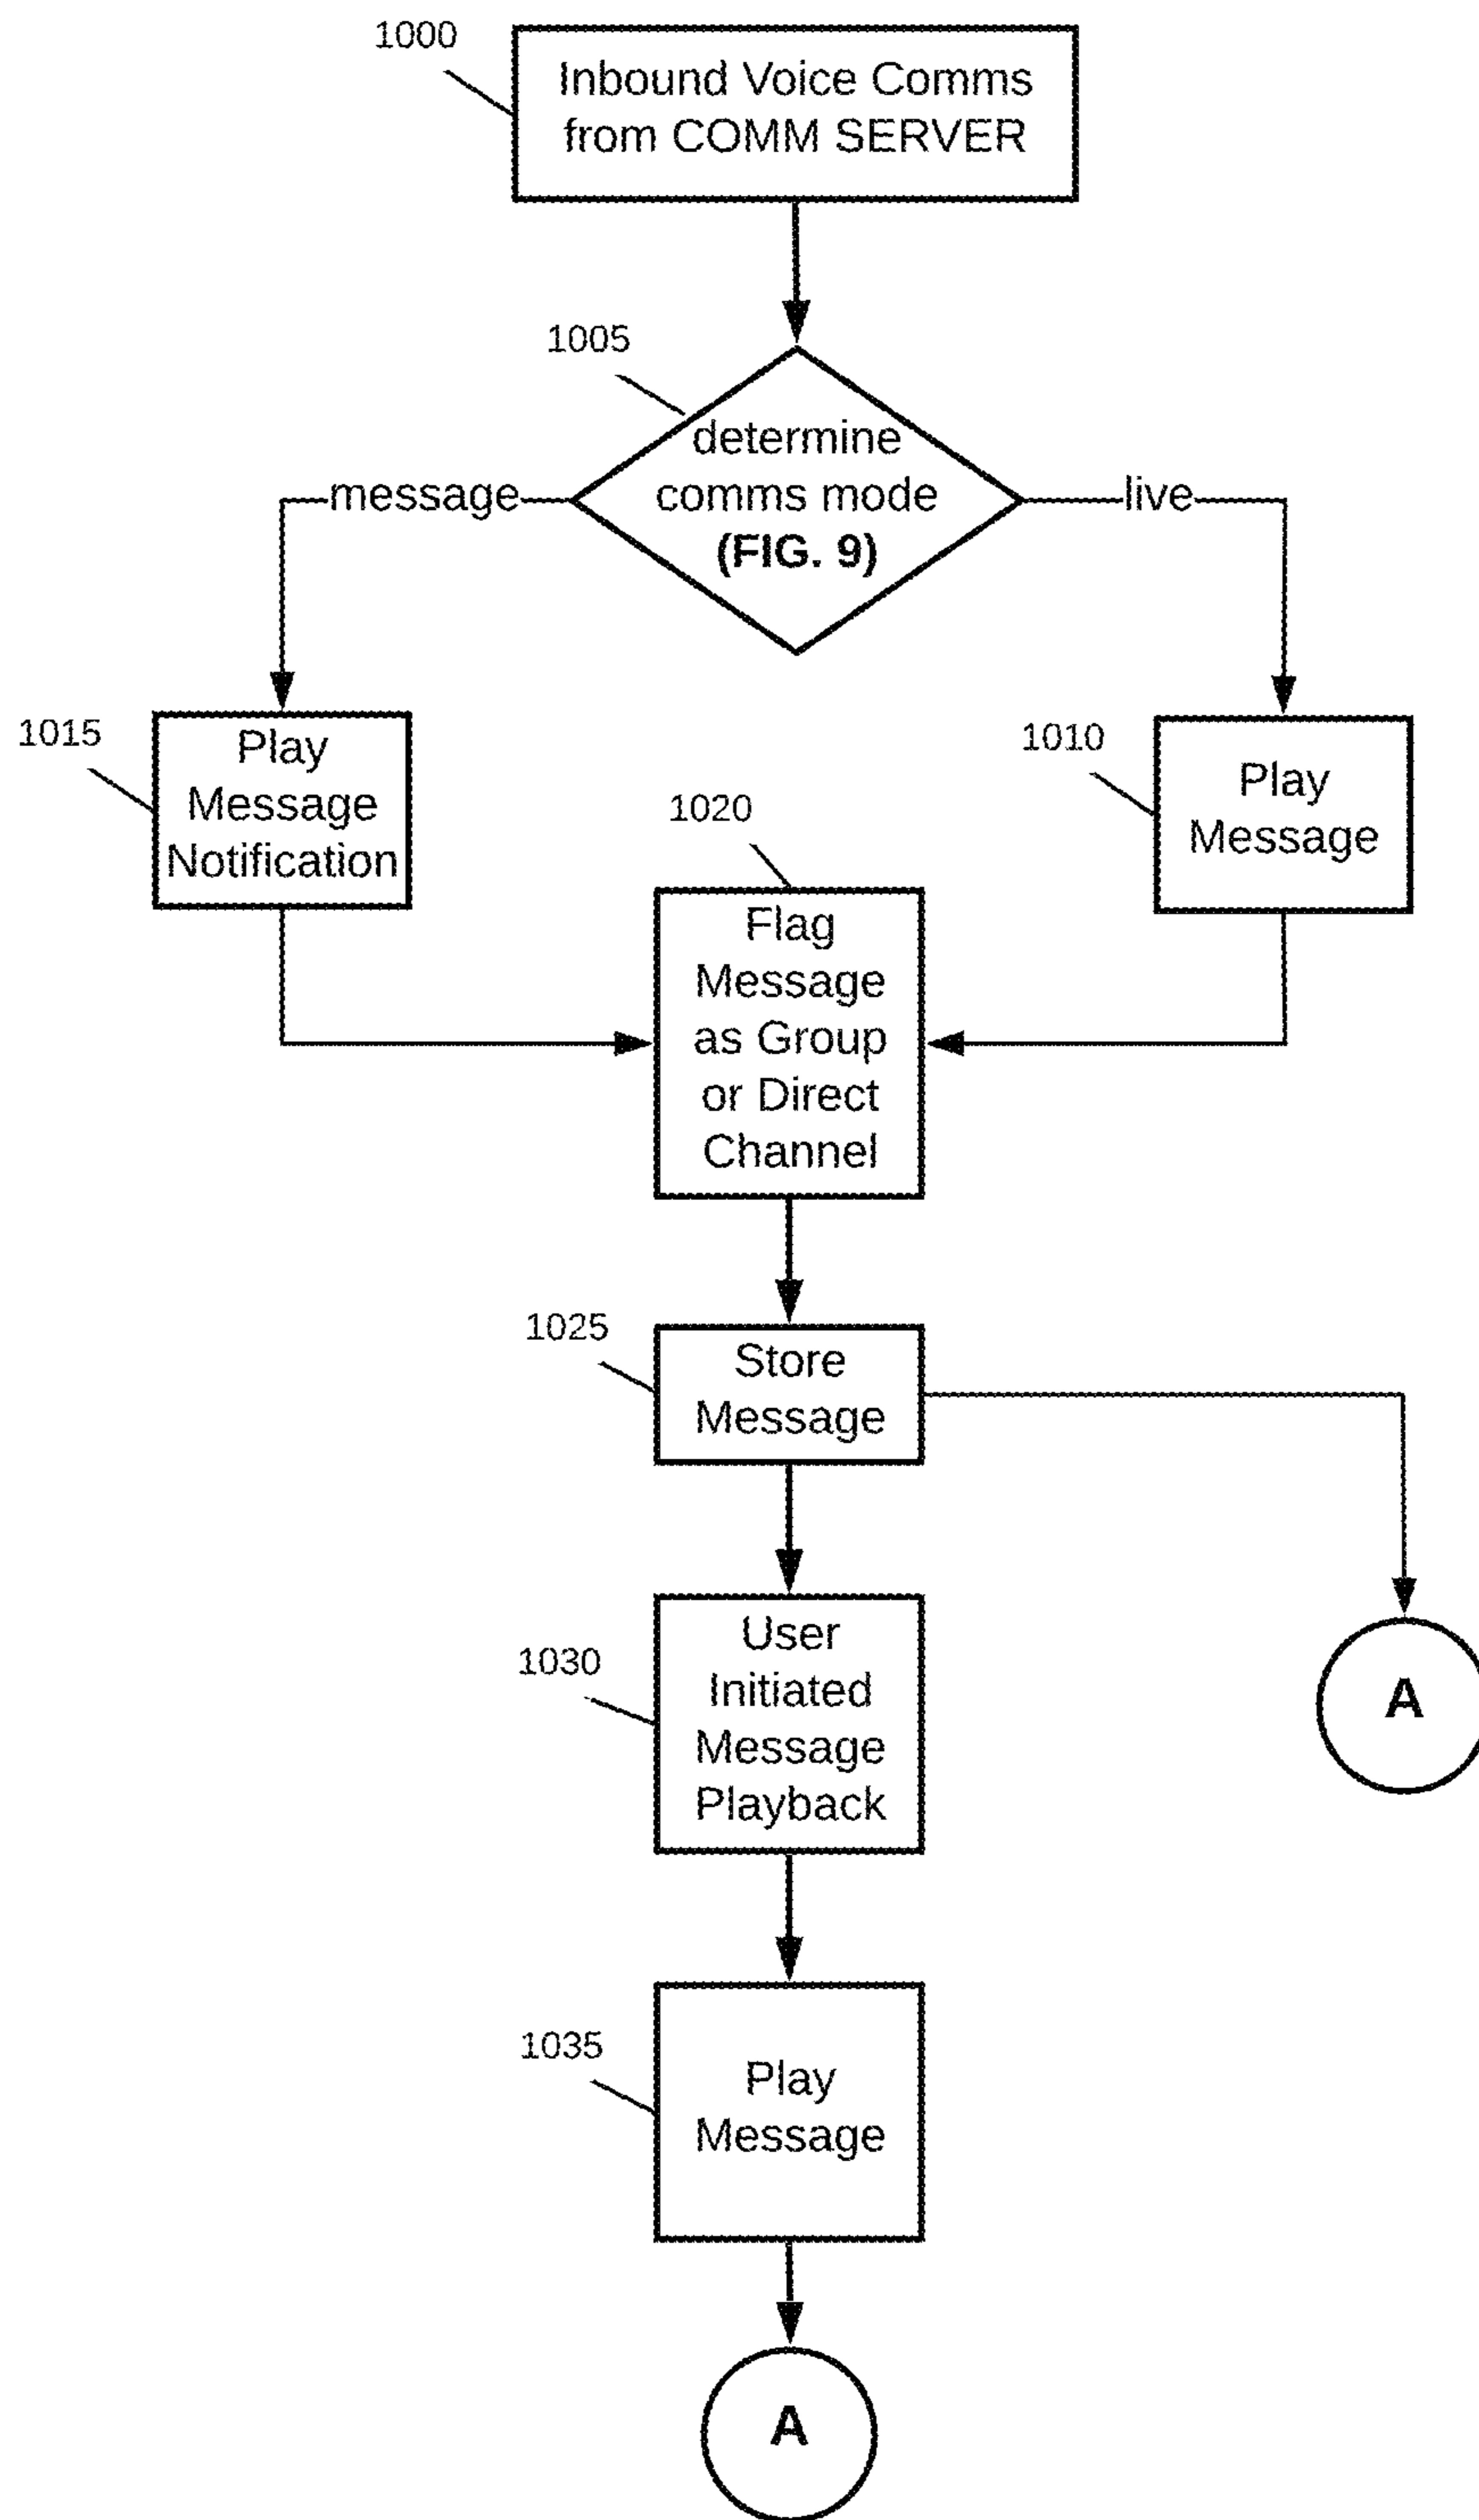 1000
Inbound Voice Comms
from COMM SERVER
1005
determine
comms mode
(FIG. 9)
message
live
1015
Play
Message
Notification
1010
Play
Message
1020
Flag
Message
as Group
or Direct
Channel
1025
Store
Message
1030
User
Initiated
Message
Playback
A
1035
Play
Message
A